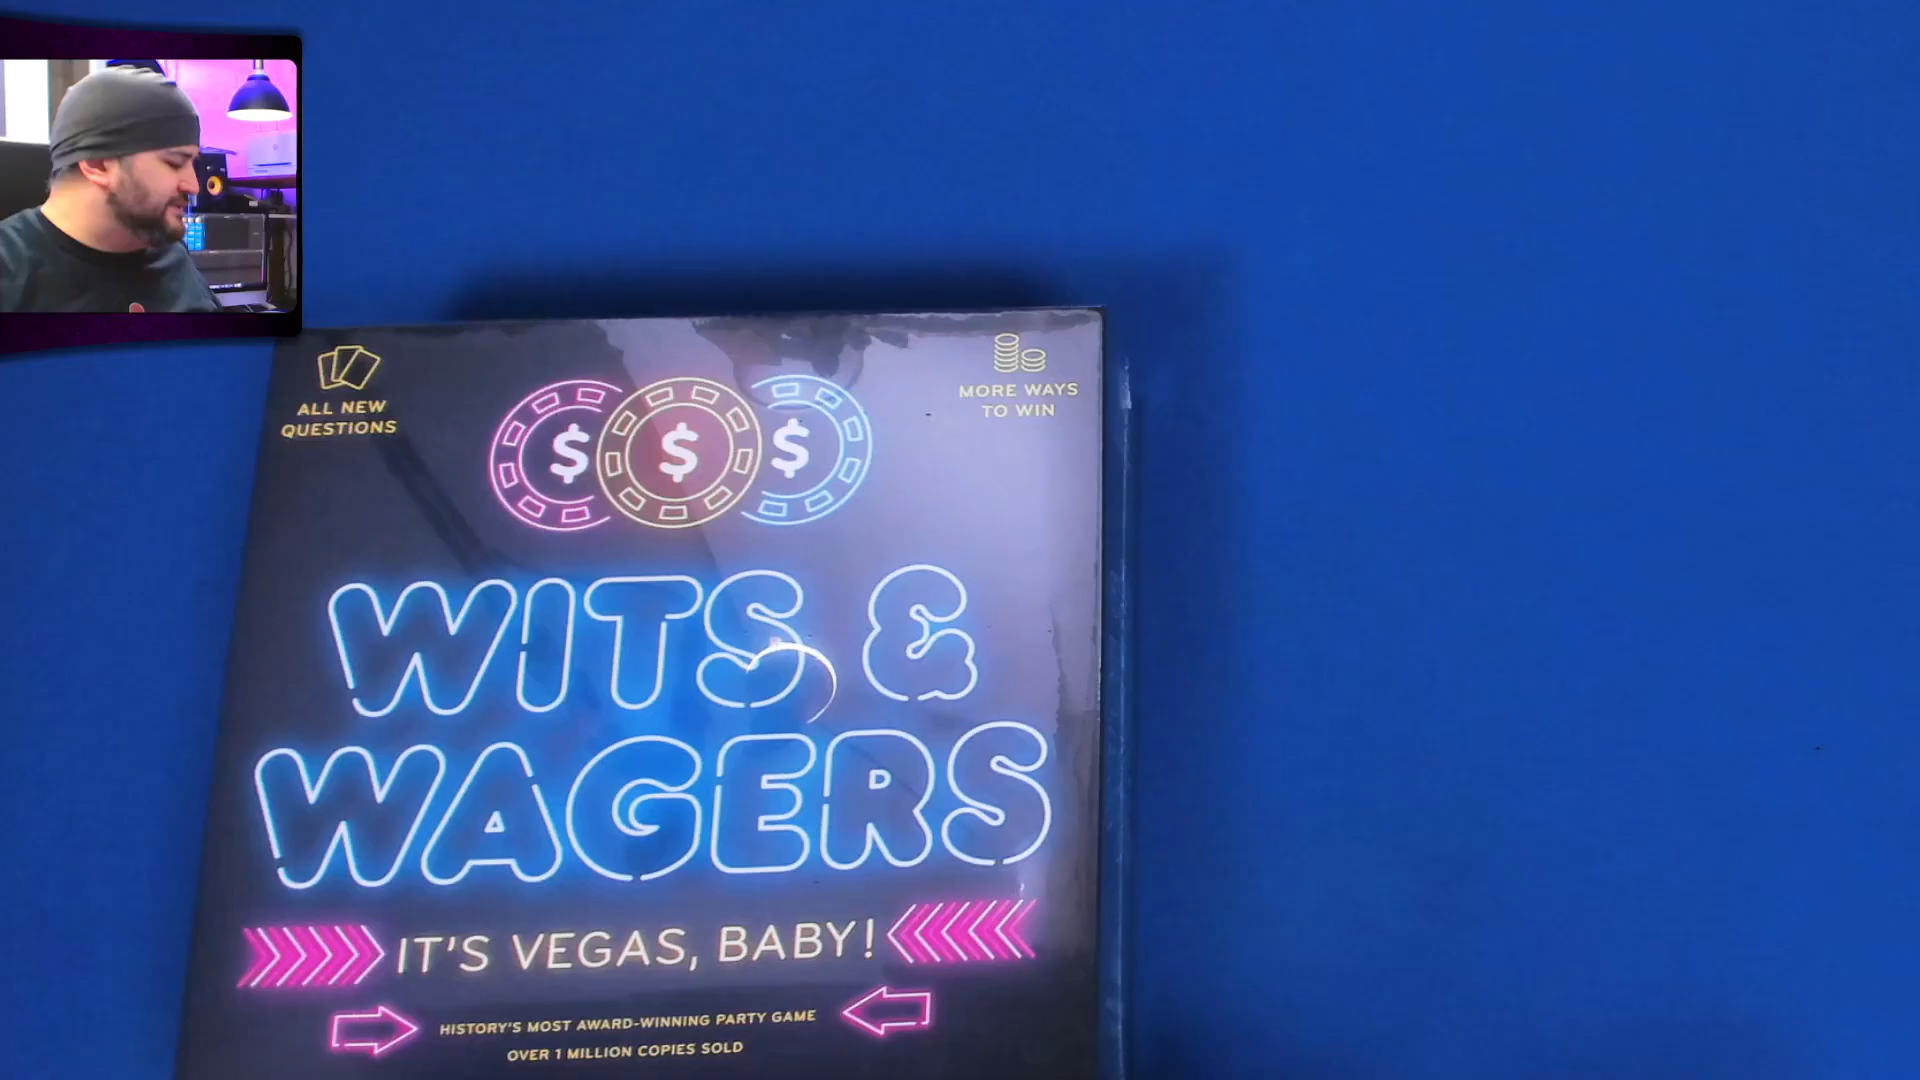 ALL NEW
QUESTIONS
MORE WAYS
TO WIN
$ $ $
WITS &
WAGERS
IT'S VEGAS, BABY!
HISTORY'S MOST AWARD-WINNING PARTY GAME
OVER 1 MILLION COPIES SOLD